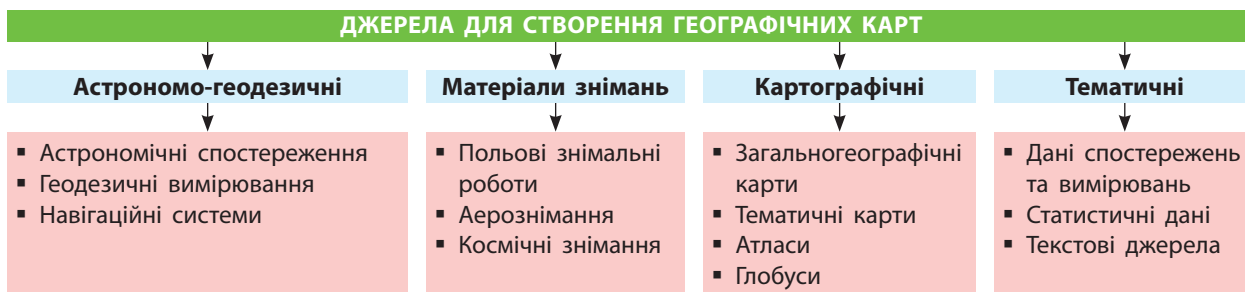 ДЖЕРЕЛА ДЛЯ СТВОРЕННЯ ГЕОГРАФІЧНИХ КАРТ
Астрономо-геодезичні
▪ Астрономічні спостереження
▪ Геодезичні вимірювання
▪ Навігаційні системи
Матеріали знімань
▪ Польові знімальні
роботи
▪ Аерознімання
▪ Космічні знімання
Картографічні
▪ Загальногеографічні
карти
▪ Тематичні карти
▪ Атласи
▪ Глобуси
Тематичні
▪ Дані спостережень
та вимірювань
▪ Статистичні дані
▪ Текстові джерела